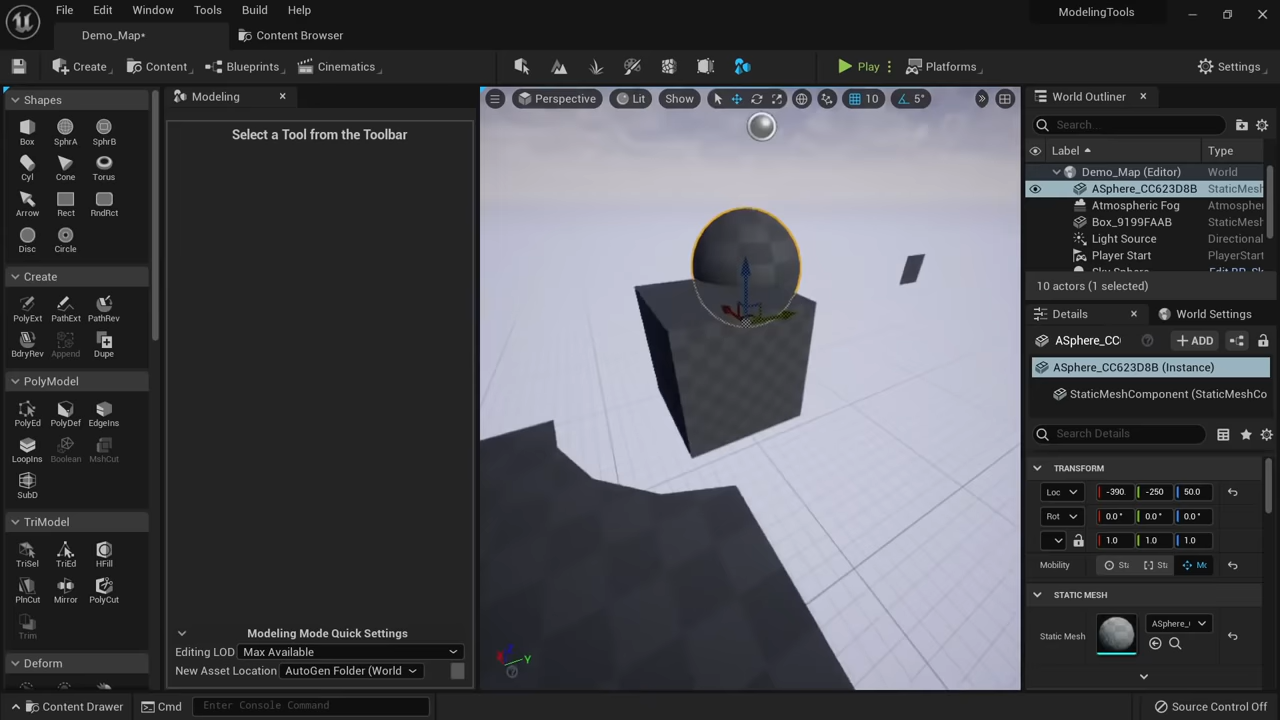 File Edit Window Tools Build Help
ModelingTools
Demo_Map*
Content Browser
Create
Content
Blueprints
Cinematics
Play
Platforms
Settings
Shapes
Box SphrA SphrB
Cyl Cone Torus
Arrow Rect RndRct
Disc Circle
Create
PolyExt PathExt PathRev
BdryRev Append Dupe
PolyModel
PolyEd PolyDef EdgeIns
LoopIns Boolean MshCut
SubD
TriModel
TriSel TriEd HFill
PlnCut Mirror PolyCut
Trim
Deform
Modeling
Select a Tool from the Toolbar
Modeling Mode Quick Settings
Editing LOD Max Available
New Asset Location AutoGen Folder (World
Perspective Lit Show 10 5°
Y
World Outliner
Search...
Label Type
Demo_Map (Editor) World
ASphere_CC623D8B StaticMesh
Atmospheric Fog Atmospher
Box_9199FAAB StaticMesh
Light Source Directional
Player Start PlayerStart
10 actors (1 selected)
Details
World Settings
ASphere_CC ADD
ASphere_CC623D8B (Instance)
StaticMeshComponent (StaticMeshCo
Search Details
TRANSFORM
Loc -390. -250 50.0
Rot 0.0° 0.0° 0.0°
1.0 1.0 1.0
Mobility Sta Sta Mo
STATIC MESH
Static Mesh ASphere_
Content Drawer
Cmd
Enter Console Command
Source Control Off